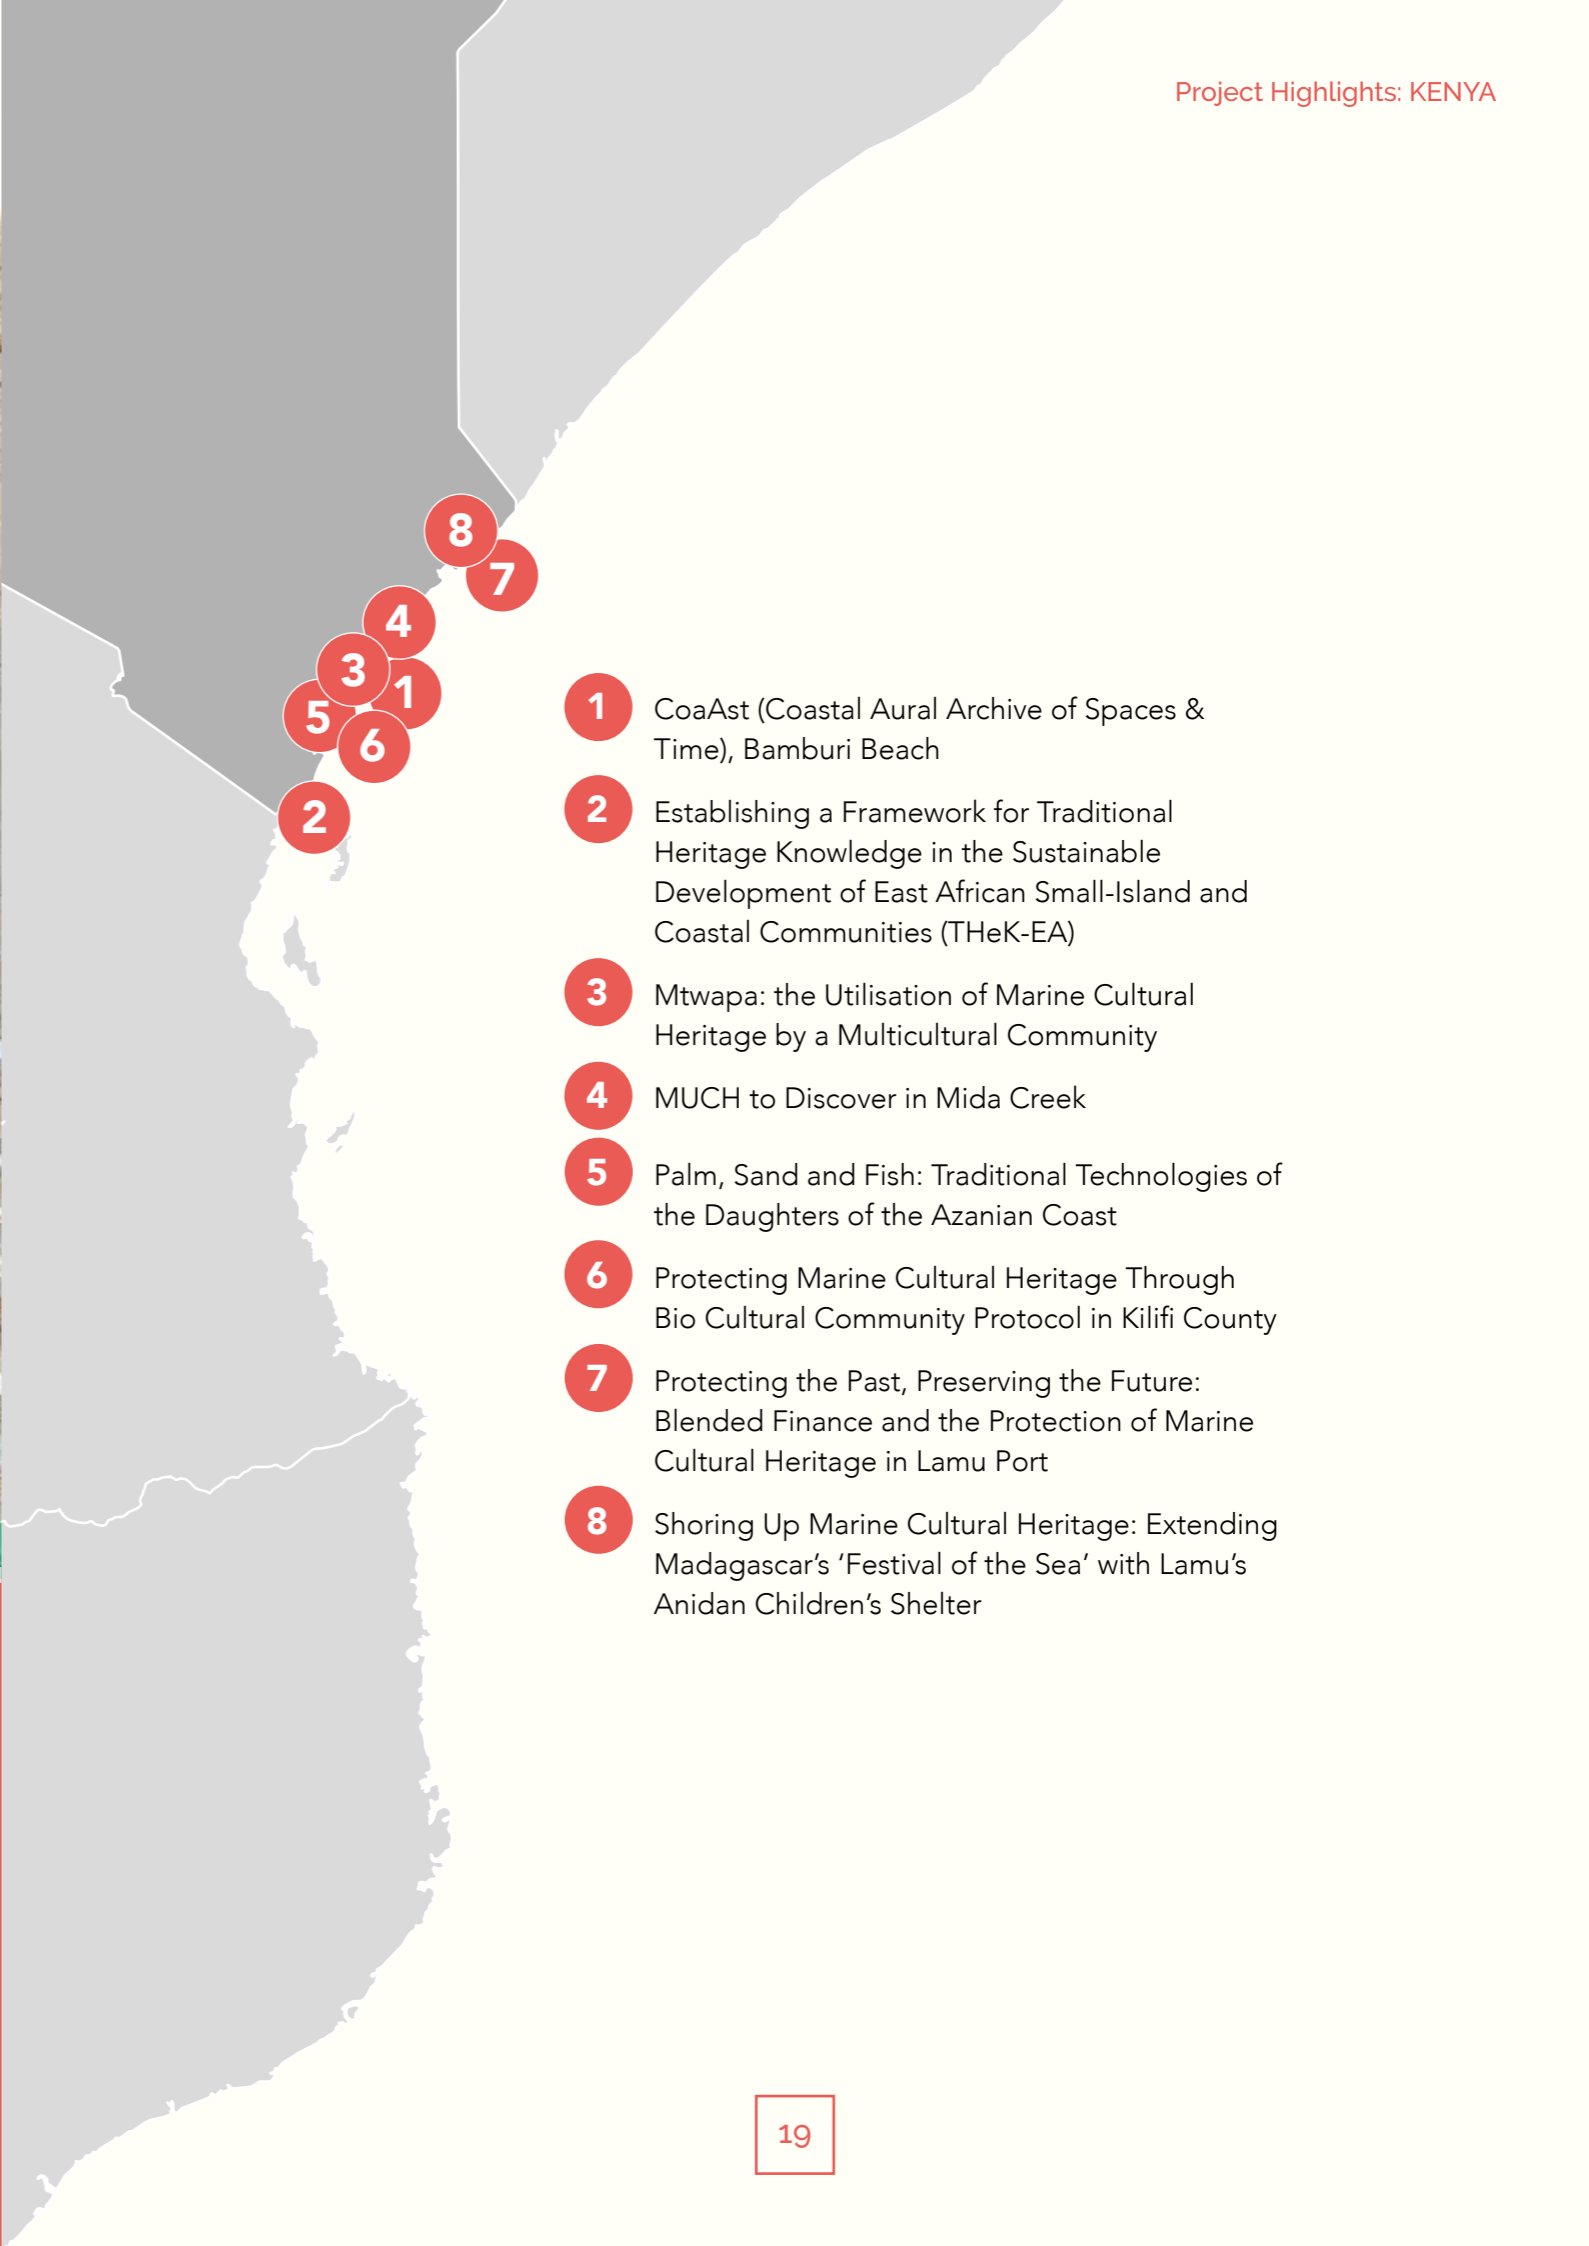 Project Highlights: KENYA
8
7
4
3
1
5
6
2
1 CoaAst (Coastal Aural Archive of Spaces &
Time), Bamburi Beach
2 Establishing a Framework for Traditional
Heritage Knowledge in the Sustainable
Development of East African Small-Island and
Coastal Communities (THeK-EA)
3 Mtwapa: the Utilisation of Marine Cultural
Heritage by a Multicultural Community
4 MUCH to Discover in Mida Creek
5 Palm, Sand and Fish: Traditional Technologies of
the Daughters of the Azanian Coast
6 Protecting Marine Cultural Heritage Through
Bio Cultural Community Protocol in Kilifi County
7 Protecting the Past, Preserving the Future:
Blended Finance and the Protection of Marine
Cultural Heritage in Lamu Port
8 Shoring Up Marine Cultural Heritage: Extending
Madagascar’s ‘Festival of the Sea’ with Lamu’s
Anidan Children’s Shelter
19